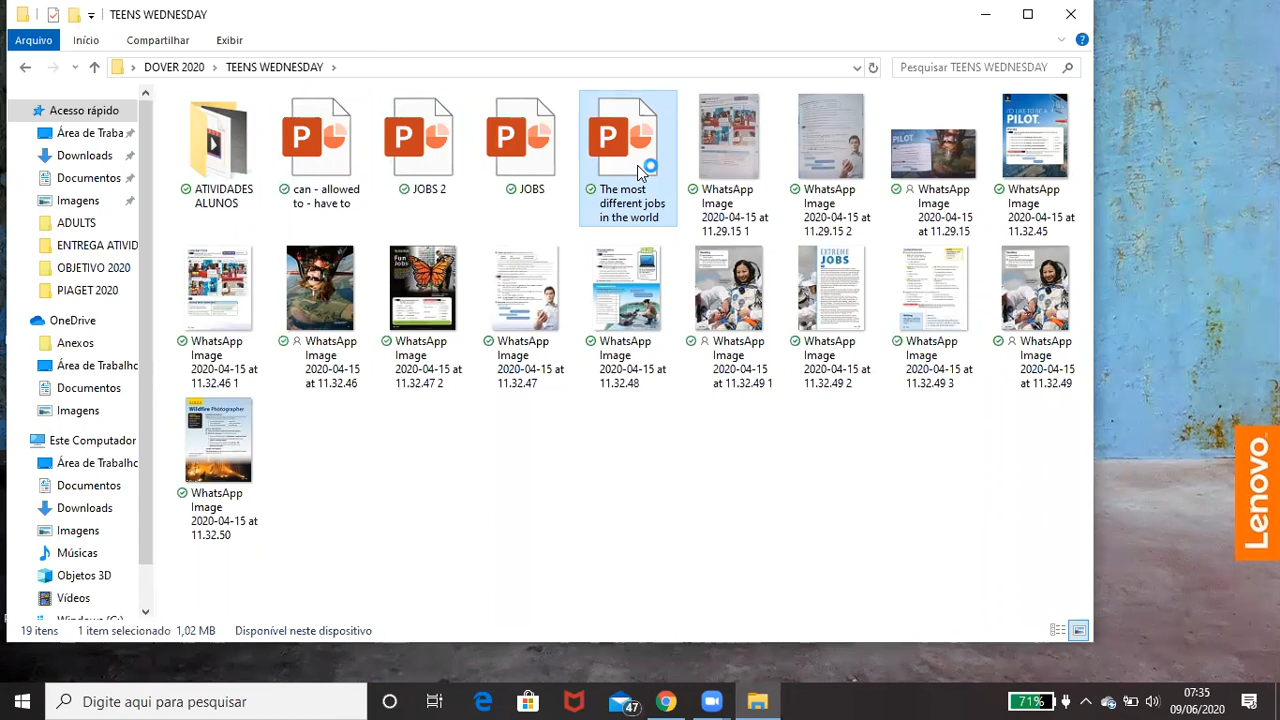 TEENS WEDNESDAY
Arquivo
Início
Compartilhar
Exibir
DOVER 2020
TEENS WEDNESDAY
Pesquisar TEENS WEDNESDAY
Acesso rápido
Área de Traba
Downloads
Documentos
Imagens
ADULTS
ENTREGA ATIVID
OBJETIVO 2020
PIAGET 2020
OneDrive
Anexos
Área de Trabalho
Documentos
Imagens
Este Computador
Área de Trabalho
Documentos
Downloads
Imagens
Músicas
Objetos 3D
Vídeos
Windows (C:)
ATIVIDADES
ALUNOS
can - allowed
to - have to
JOBS 2
JOBS
The most
different jobs
in the world
WhatsApp
Image
2020-04-15 at
11.29.15 1
WhatsApp
Image
2020-04-15 at
11.29.15 2
WhatsApp
Image
2020-04-15
at 11.29.15
WhatsApp
Image
2020-04-15 at
11.32.45
PILOT
I'D LIKE TO BE A
PILOT
WhatsApp
Image
2020-04-15 at
11.32.46 1
WhatsApp
Image
2020-04-15
at 11.32.46
Fun
Jobs
WhatsApp
Image
2020-04-15 at
11.32.47 2
WhatsApp
Image
2020-04-15 at
11.32.47
WhatsApp
Image
2020-04-15 at
11.32.48
WhatsApp
Image
2020-04-15 at
11.32.49 1
EXTREME
JOBS
WhatsApp
Image
2020-04-15 at
11.32.49 2
WhatsApp
Image
2020-04-15 at
11.32.49 3
WhatsApp
Image
2020-04-15
at 11.32.49
Wildfire Photographer
WhatsApp
Image
2020-04-15 at
11.32.50
19 itens
1 item selecionado
1,02 MB
Disponível neste dispositivo
Lenovo
Digite aqui para pesquisar
47
71%
07:35
09/06/2020